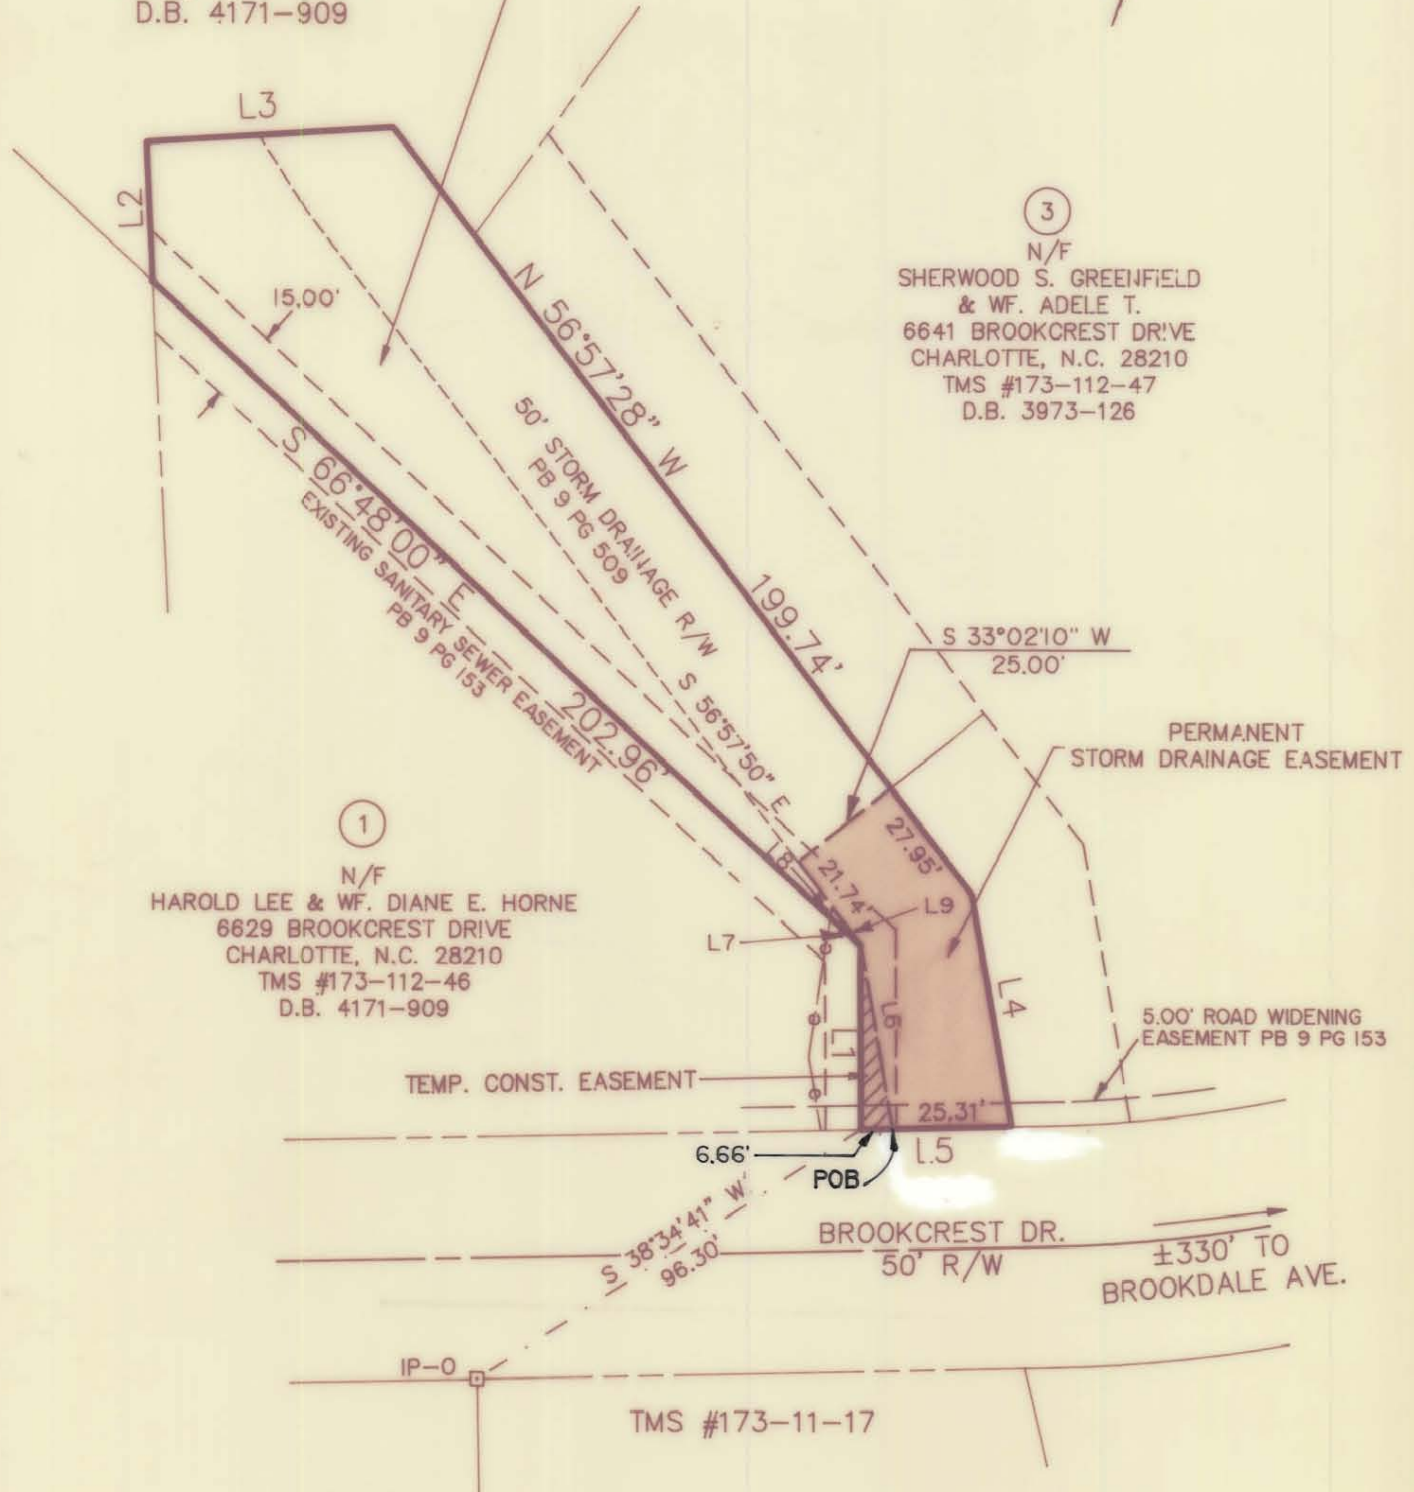 D.B. 4171-909
L3
L2
15.00'
N 56°57'28" W
199.74'
3
N/F
SHERWOOD S. GREENFIELD
& WF. ADELE T.
6641 BROOKCREST DRIVE
CHARLOTTE, N.C. 28210
TMS #173-112-47
D.B. 3973-126
50' STORM DRAINAGE R/W
PB 9 PG 509
S 66°48'00" E
202.96'
EXISTING SANITARY SEWER EASEMENT
PB 9 PG 153
S 56°57'50" E
S 33°02'10" W
25.00'
PERMANENT
STORM DRAINAGE EASEMENT
27.95'
L8
21.74'
L9
L7
1
N/F
HAROLD LEE & WF. DIANE E. HORNE
6629 BROOKCREST DRIVE
CHARLOTTE, N.C. 28210
TMS #173-112-46
D.B. 4171-909
L4
L6
L1
5.00' ROAD WIDENING
EASEMENT PB 9 PG 153
TEMP. CONST. EASEMENT
25.31'
6.66'
L5
POB
S 38°34'41" W
96.30'
BROOKCREST DR.
50' R/W
±330' TO
BROOKDALE AVE.
IP-O
TMS #173-11-17